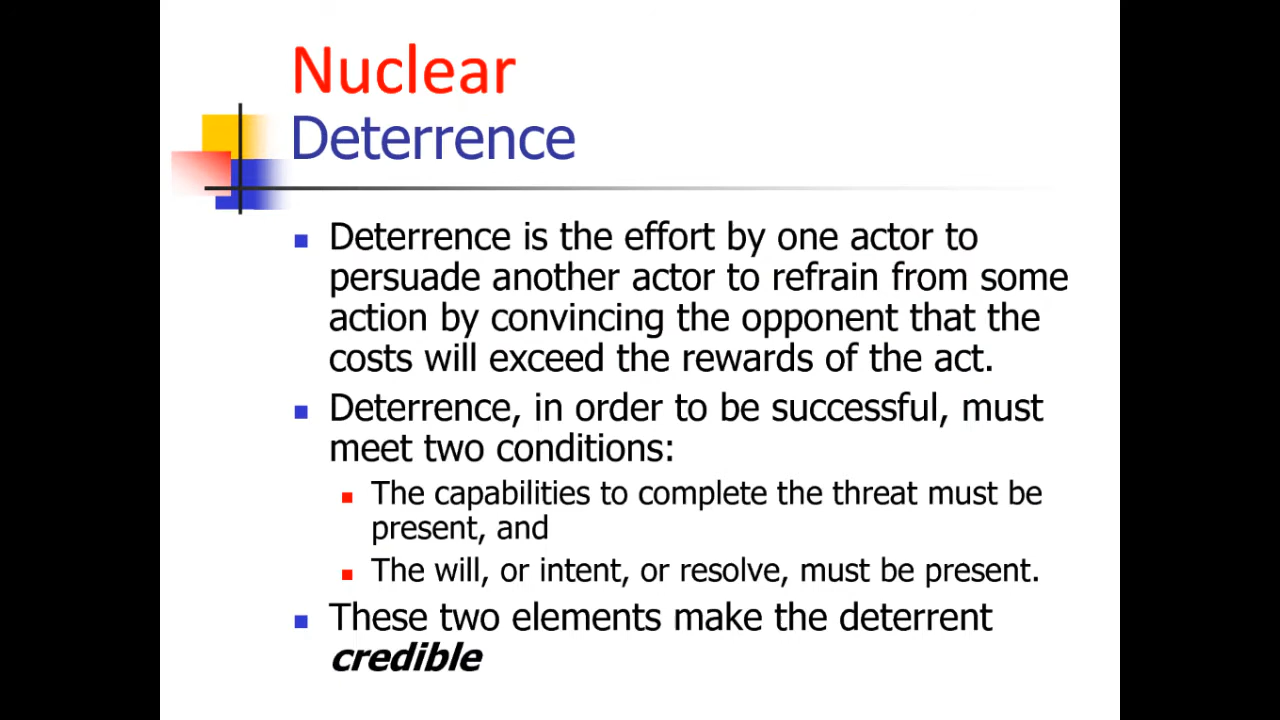 Nuclear
Deterrence
Deterrence is the effort by one actor to
persuade another actor to refrain from some
action by convincing the opponent that the
costs will exceed the rewards of the act.
Deterrence, in order to be successful, must
meet two conditions:
The capabilities to complete the threat must be
present, and
The will, or intent, or resolve, must be present.
These two elements make the deterrent
credible